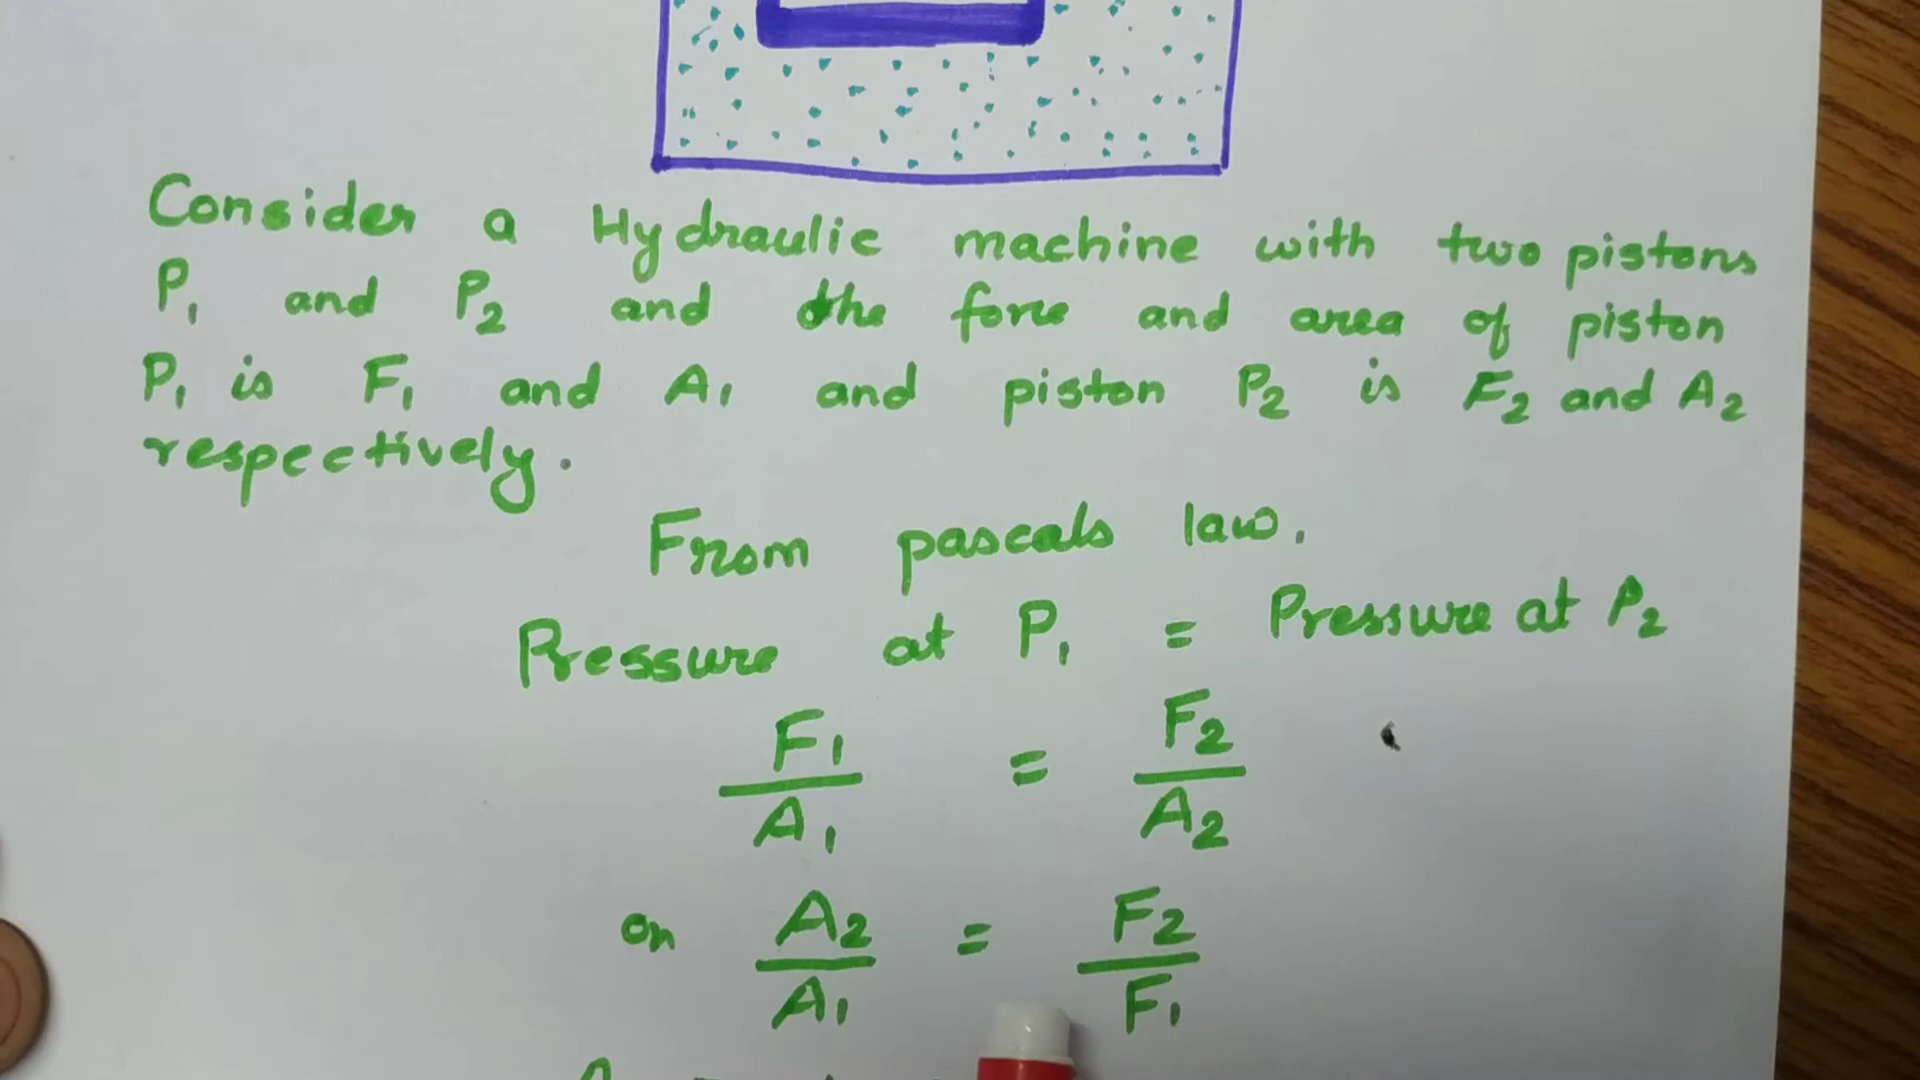 Consider a Hydraulic machine with two pistons
P₁ and P₂ and the force and area of piston
P₁ is F₁ and A₁ and piston P₂ is F₂ and A₂
respectively.
From pascals law,
Pressure at P₁ = Pressure at P₂
F₁/A₁ = F₂/A₂
or A₂/A₁ = F₂/F₁